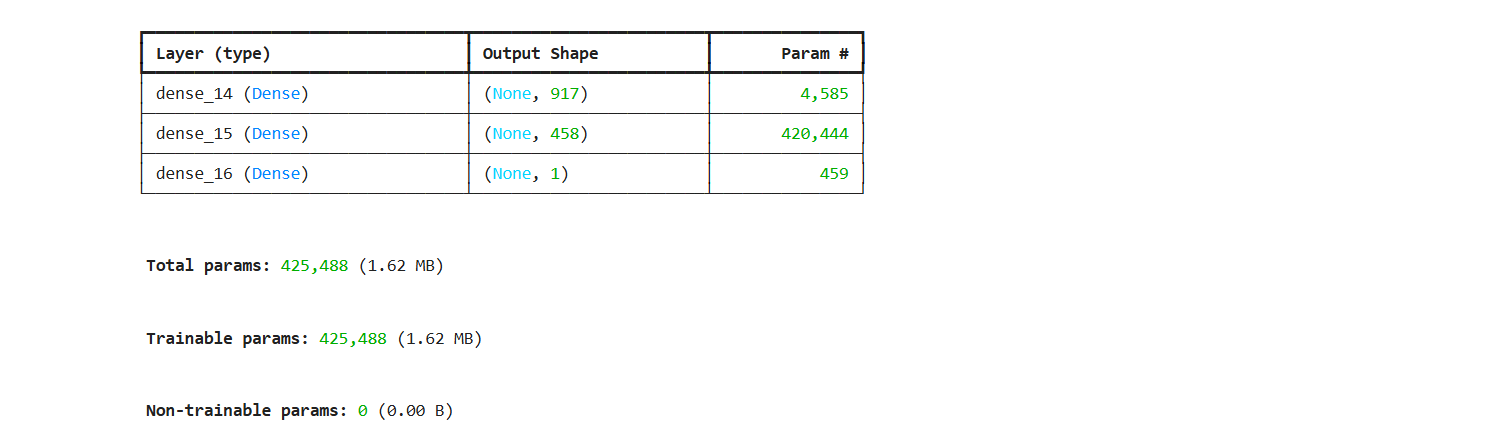 Layer (type) Output Shape Param #
dense_14 (Dense) (None, 917) 4,585
dense_15 (Dense) (None, 458) 420,444
dense_16 (Dense) (None, 1) 459
Total params: 425,488 (1.62 MB)
Trainable params: 425,488 (1.62 MB)
Non-trainable params: 0 (0.00 B)